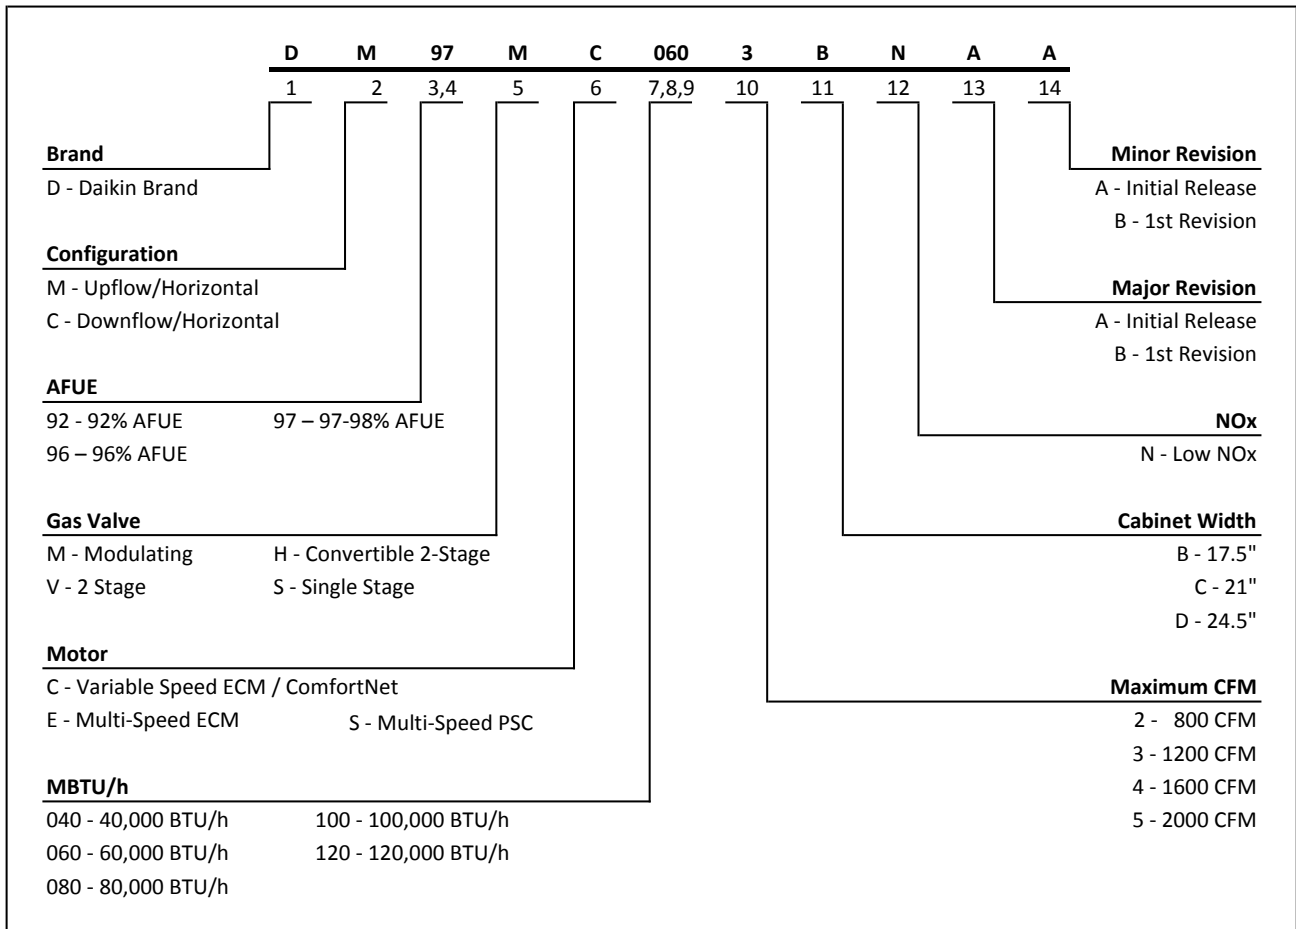 D M 97 M C 060 3 B N A A
1 2 3,4 5 6 7,8,9 10 11 12 13 14
Brand
D - Daikin Brand
Configuration
M - Upflow/Horizontal
C - Downflow/Horizontal
AFUE
92 - 92% AFUE 97 – 97-98% AFUE
96 – 96% AFUE
Gas Valve
M - Modulating H - Convertible 2-Stage
V - 2 Stage S - Single Stage
Motor
C - Variable Speed ECM / ComfortNet
E - Multi-Speed ECM S - Multi-Speed PSC
MBTU/h
040 - 40,000 BTU/h 100 - 100,000 BTU/h
060 - 60,000 BTU/h 120 - 120,000 BTU/h
080 - 80,000 BTU/h
Minor Revision
A - Initial Release
B - 1st Revision
Major Revision
A - Initial Release
B - 1st Revision
NOx
N - Low NOx
Cabinet Width
B - 17.5"
C - 21"
D - 24.5"
Maximum CFM
2 - 800 CFM
3 - 1200 CFM
4 - 1600 CFM
5 - 2000 CFM